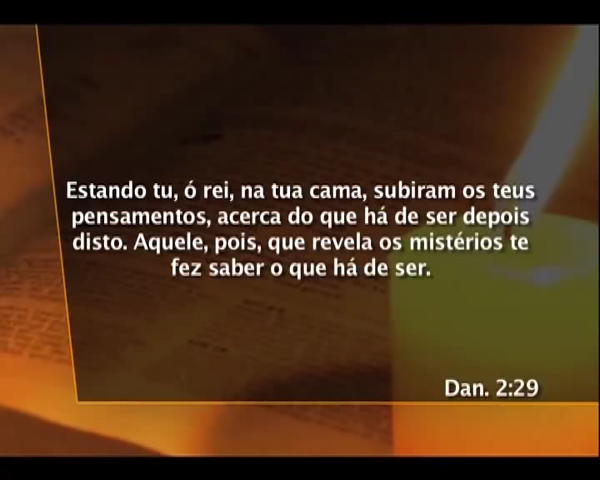 Estando tu, ó rei, na tua cama, subiram os teus
pensamentos, acerca do que há de ser depois
disto. Aquele, pois, que revela os mistérios te
fez saber o que há de ser.
Dan. 2:29